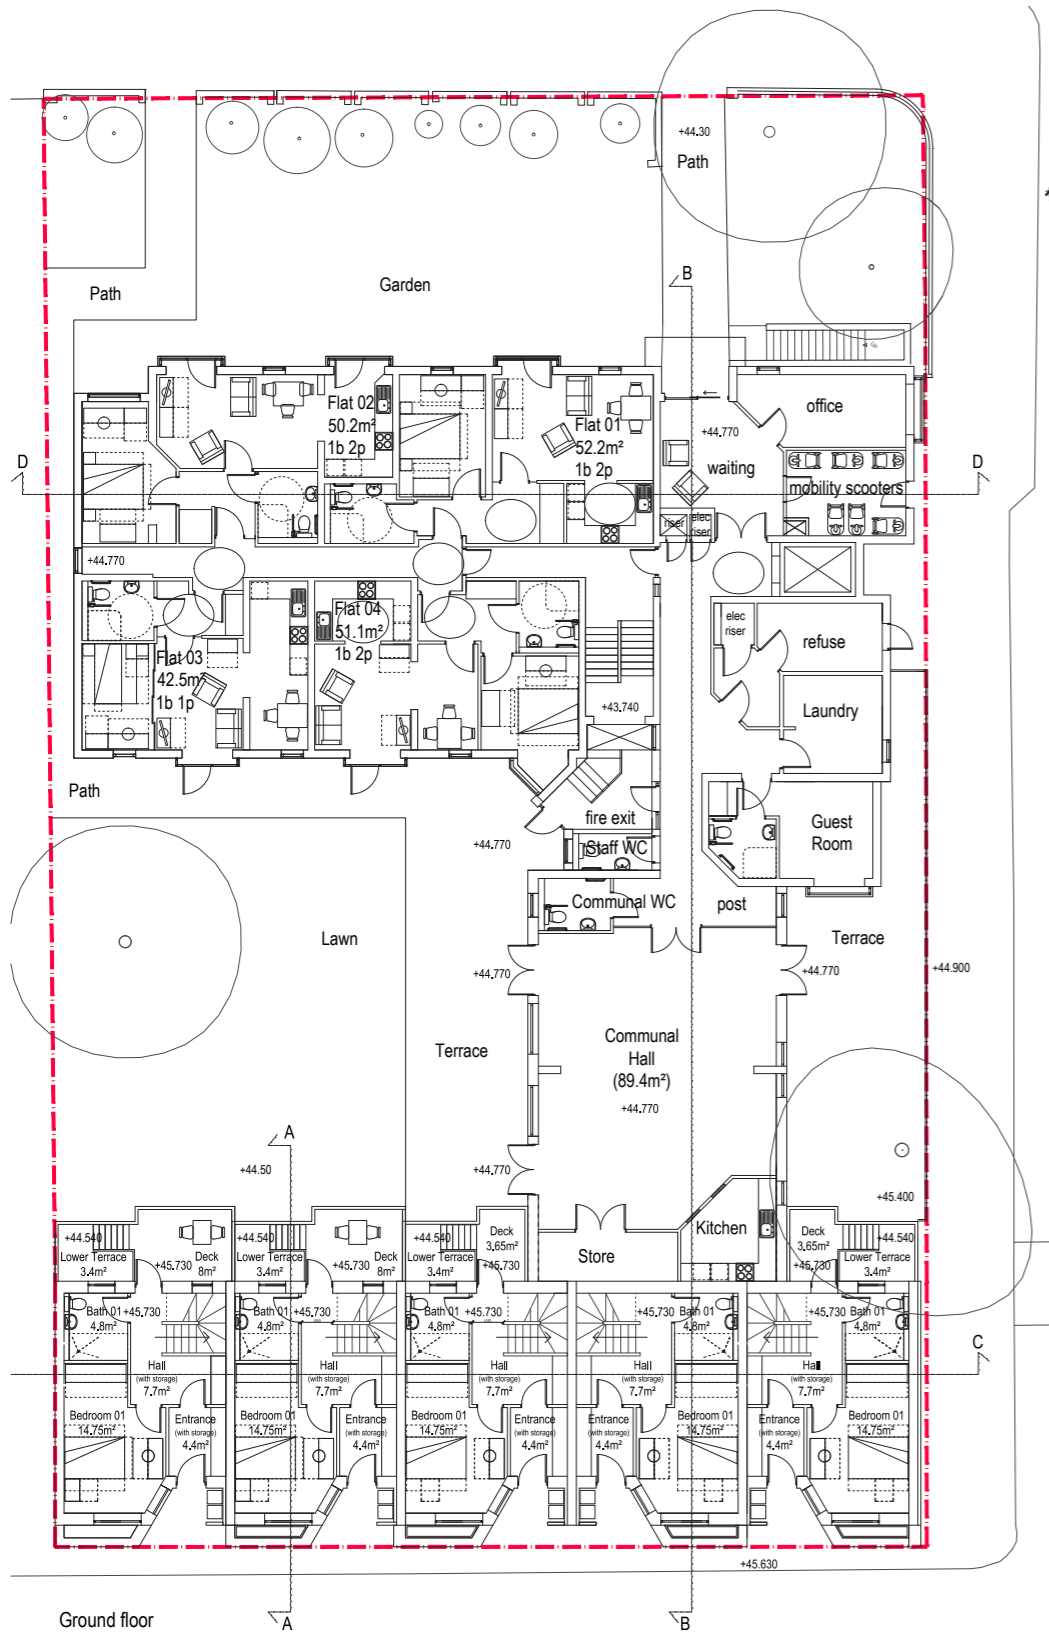 +44.30
Path
B
Path
Garden
Flat 02
50.2m²
1b 2p
Flat 01
52.2m²
1b 2p
office
+44.770
waiting
mobility scooters
D
D
riser
elec
riser
+44.770
Flat 03
42.5m²
1b 1p
Flat 04
51.1m²
1b 2p
elec
riser
refuse
+43.740
Laundry
Path
fire exit
Staff WC
+44.770
Guest
Room
Communal WC
post
Lawn
Terrace
+44.770
+44.770
+44.900
Terrace
Communal
Hall
(89.4m²)
+44.770
A
+44.50
+44.770
+45.400
Kitchen
Store
+44.540
Lower Terrace
3.4m²
Deck
8m²
+45.730
+44.540
Lower Terrace
3.4m²
Deck
8m²
+45.730
+44.540
Lower Terrace
3.4m²
Deck
3.65m²
+45.730
Deck
3.65m²
+45.730
+44.540
Lower Terrace
3.4m²
Bath 01
4.8m²
+45.730
Bath 01
4.8m²
+45.730
Bath 01
4.8m²
+45.730
+45.730
Bath 01
4.8m²
+45.730
Bath 01
4.8m²
C
Hall
(with storage)
7.7m²
Hall
(with storage)
7.7m²
Hall
(with storage)
7.7m²
Hall
(with storage)
7.7m²
Hall
(with storage)
7.7m²
Bedroom 01
14.75m²
Entrance
(with storage)
4.4m²
Bedroom 01
14.75m²
Entrance
(with storage)
4.4m²
Bedroom 01
14.75m²
Entrance
(with storage)
4.4m²
Entrance
(with storage)
4.4m²
Bedroom 01
14.75m²
Entrance
(with storage)
4.4m²
Bedroom 01
14.75m²
+45.630
Ground floor
A
B